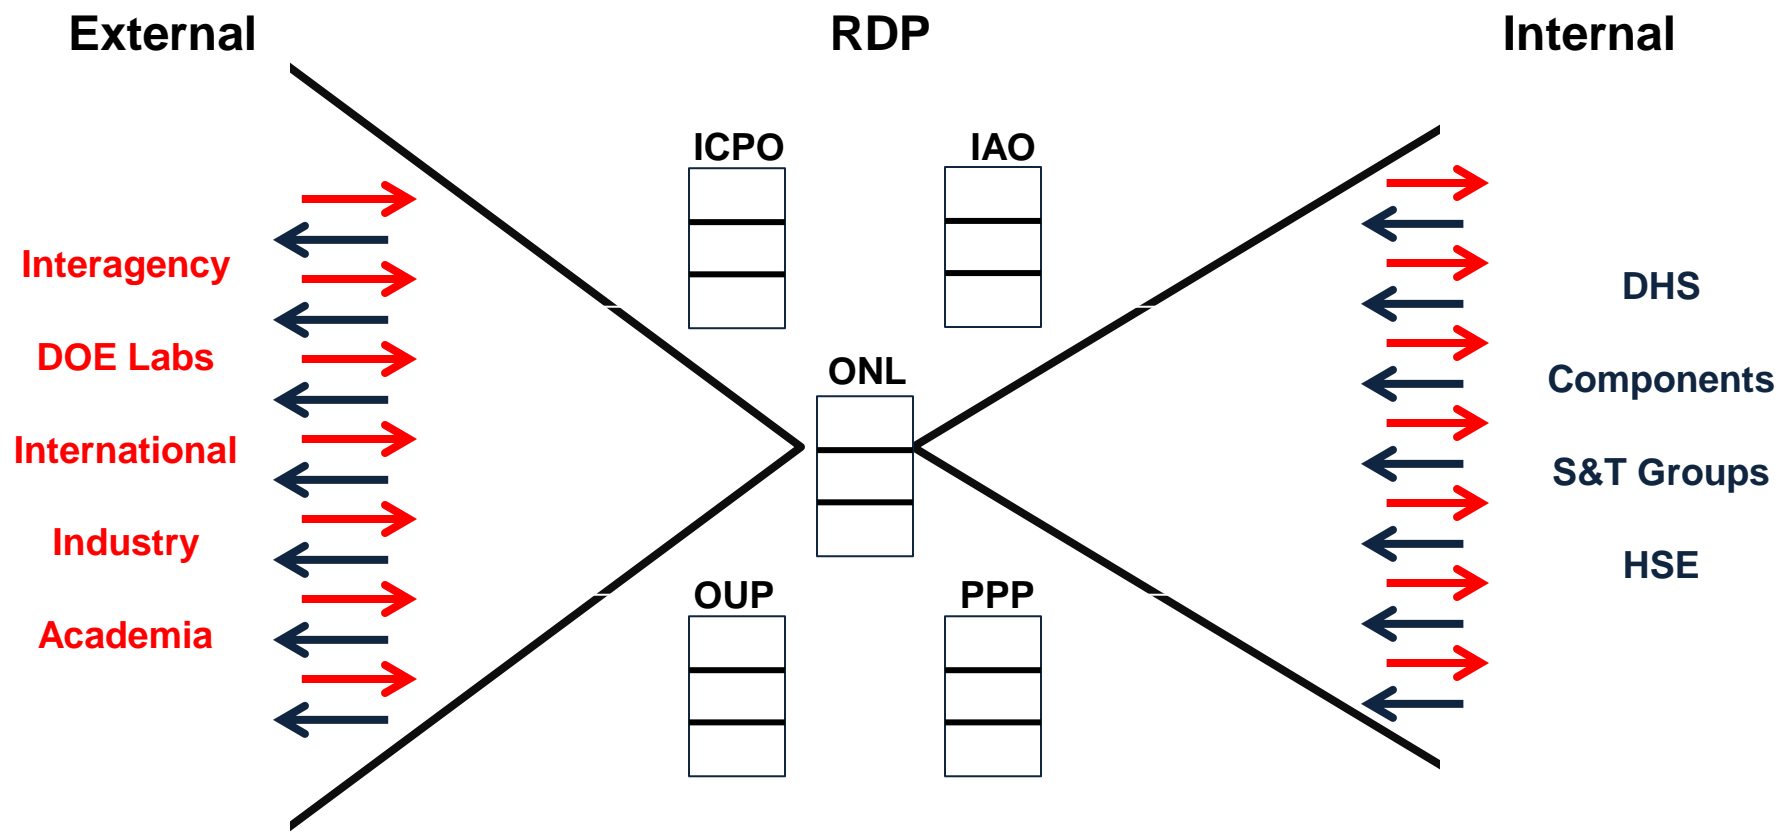 External
RDP
Internal
ICPO
IAO
Interagency
DOE Labs
International
Industry
Academia
ONL
OUP
PPP
DHS
Components
S&T Groups
HSE